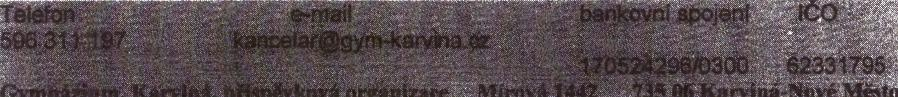 Telefon e-mail bankovní spojení IČO
596 311 197 kancelar@gym-karvina.cz
170524296/0300 62331795
Gymnázium, Karviná, příspěvková organizace Mírová 1442 735 06 Karviná-Nové Město